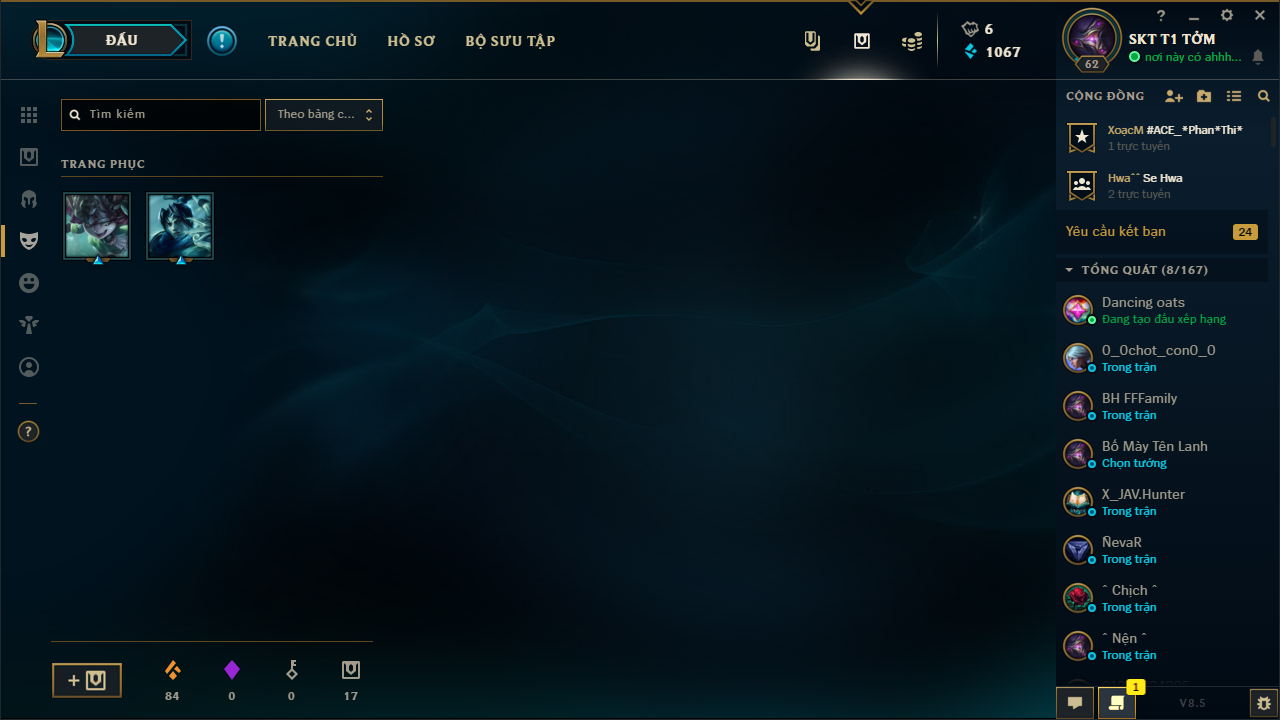 ĐẤU
TRANG CHỦ
HỒ SƠ
BỘ SƯU TẬP
6
1067
62
SKT T1 TỞM
nơi này có ahhh...
Tìm kiếm
Theo bảng c...
TRANG PHỤC
84
0
0
17
CỘNG ĐỒNG
XoạcM #ACE_*Phan*Thi*
1 trực tuyến
Hwa^^ Se Hwa
2 trực tuyến
Yêu cầu kết bạn
24
TỔNG QUÁT (8/167)
Dancing oats
Đang tạo đấu xếp hạng
0_0chot_con0_0
Trong trận
BH FFFamily
Trong trận
Bố Mày Tên Lanh
Chọn tướng
X_JAV.Hunter
Trong trận
ÑevaR
Trong trận
^ Chịch ^
Trong trận
^ Nện ^
Trong trận
1
V8.5